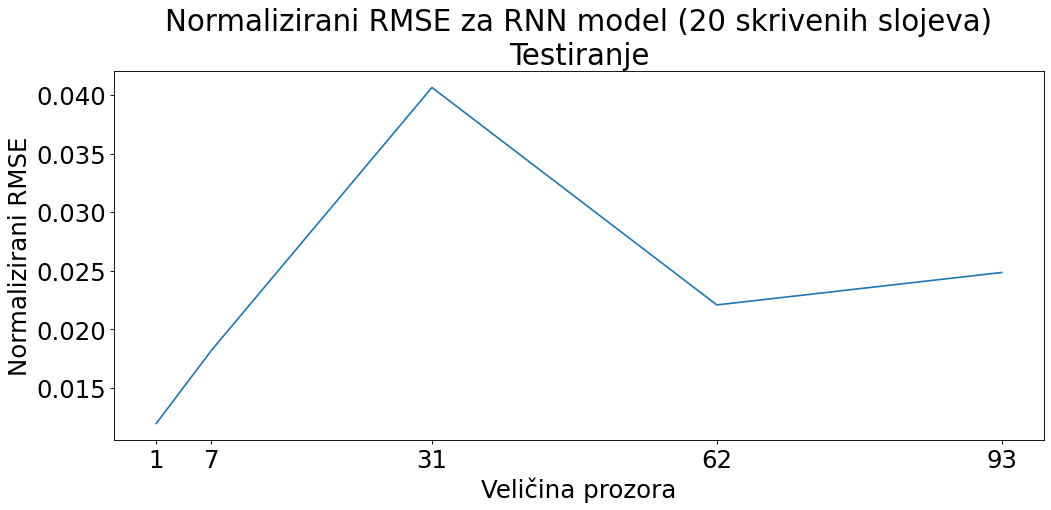 Normalizirani RMSE za RNN model (20 skrivenih slojeva)
Testiranje
Normalizirani RMSE
0.040
0.035
0.030
0.025
0.020
0.015
1 7 31 62 93
Veličina prozora